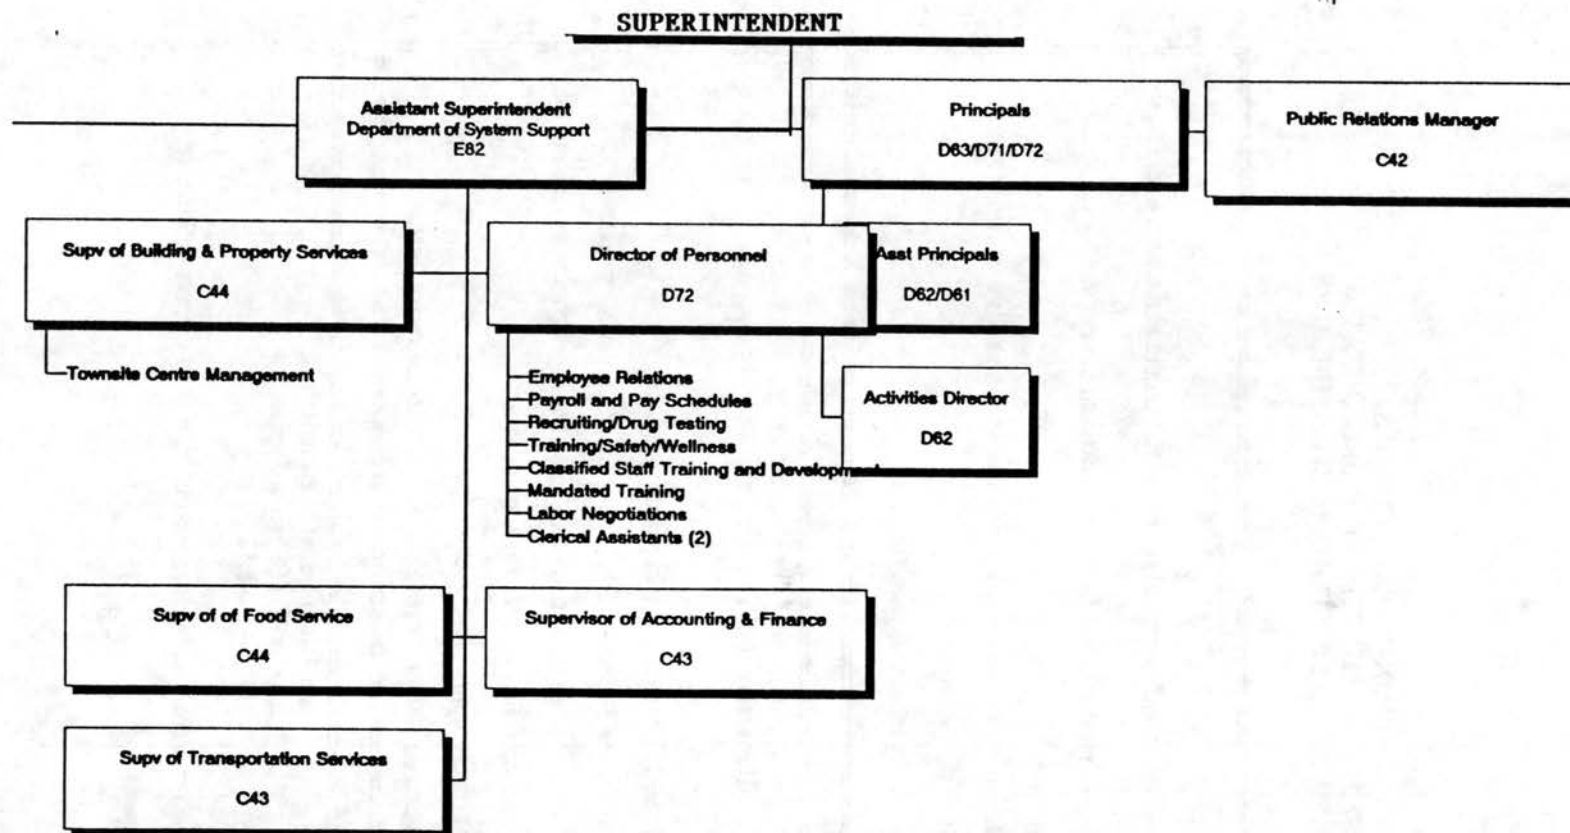 SUPERINTENDENT
Assistant Superintendent
Department of System Support
E82
Principals
D63/D71/D72
Public Relations Manager
C42
Supv of Building & Property Services
C44
Townsite Centre Management
Director of Personnel
D72
Asst Principals
D62/D61
Employee Relations
Payroll and Pay Schedules
Recruiting/Drug Testing
Training/Safety/Wellness
Classified Staff Training and Development
Mandated Training
Labor Negotiations
Clerical Assistants (2)
Activities Director
D62
Supv of of Food Service
C44
Supervisor of Accounting & Finance
C43
Supv of Transportation Services
C43